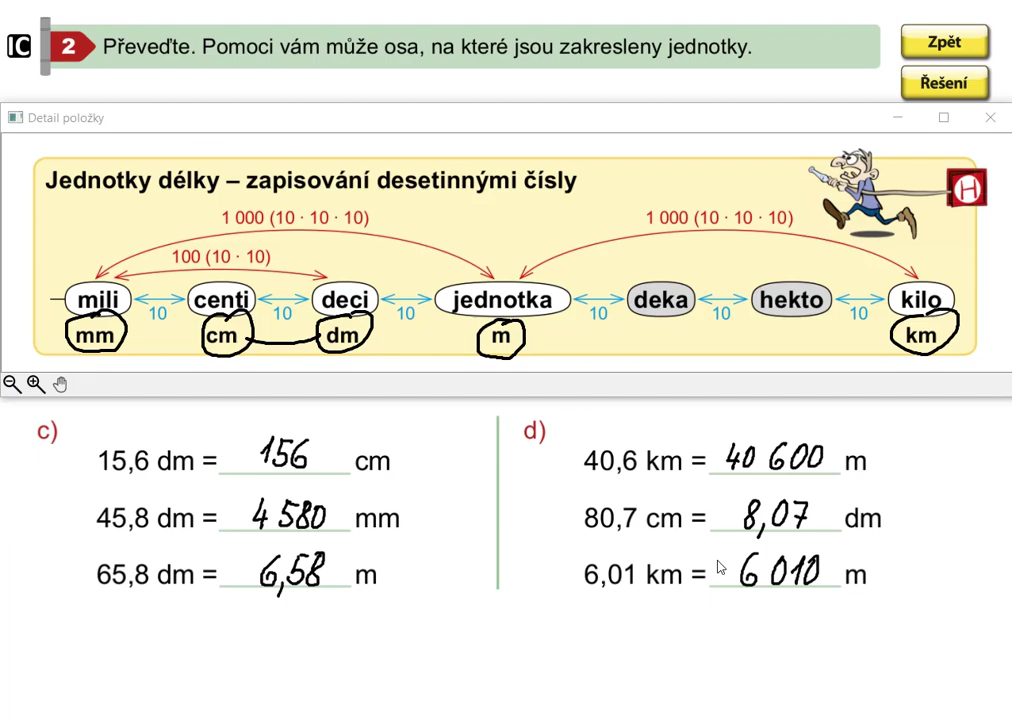 IC 2 Převeďte. Pomoci vám může osa, na které jsou zakresleny jednotky.
Zpět
Řešení
Detail položky
Jednotky délky – zapisování desetinnými čísly
H
1 000 (10 · 10 · 10)
1 000 (10 · 10 · 10)
100 (10 · 10)
mili centi deci jednotka deka hekto kilo
10 10 10 10 10 10
mm cm dm m km
c)
15,6 dm = 156 cm
45,8 dm = 4 580 mm
65,8 dm = 6,58 m
d)
40,6 km = 40 600 m
80,7 cm = 8,07 dm
6,01 km = 6 010 m